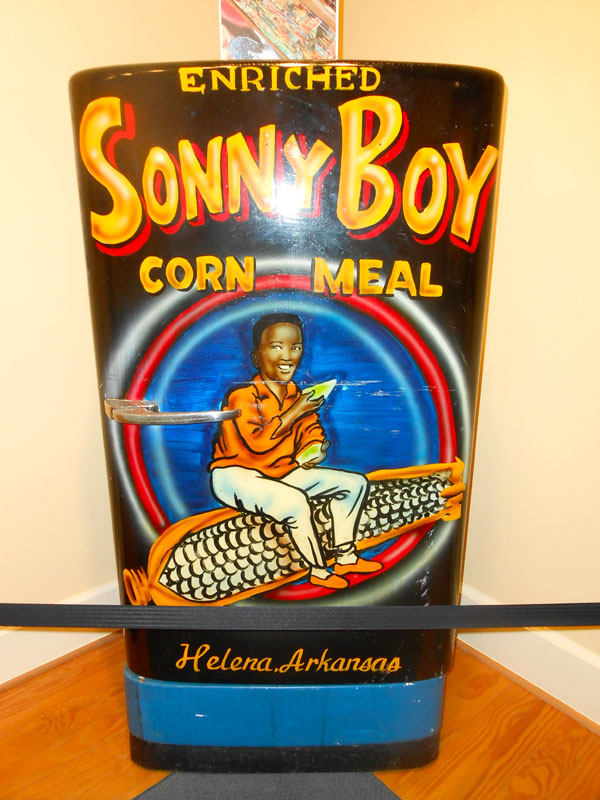 ENRICHED
SONNY BOY
CORN MEAL
Helena, Arkansas